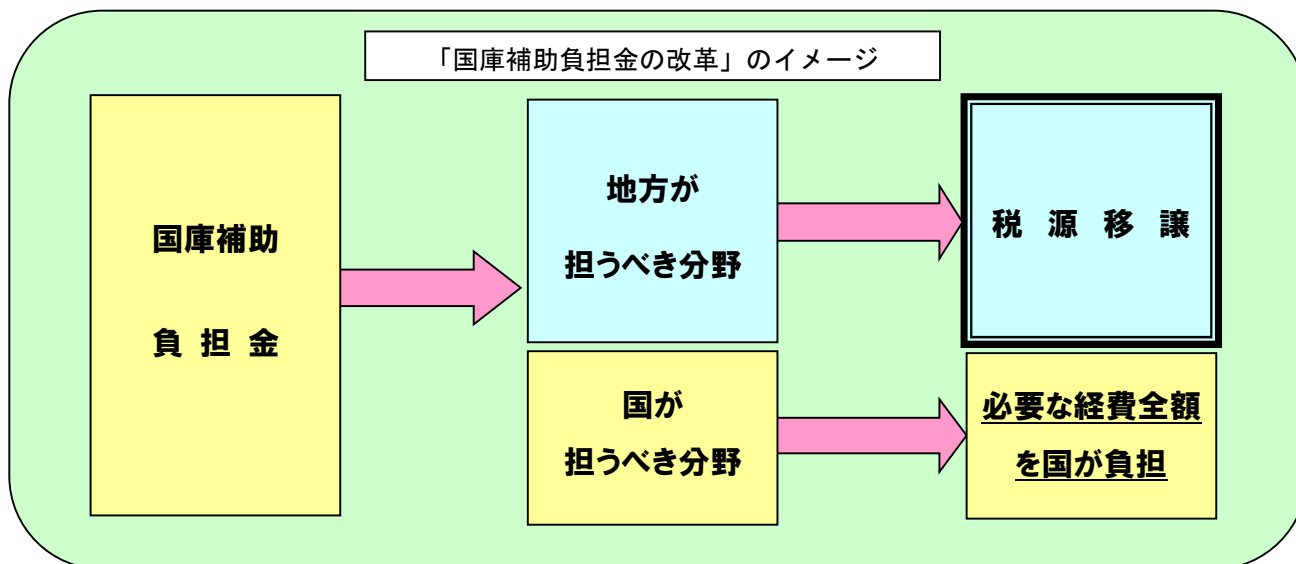 「国庫補助負担金の改革」のイメージ
国庫補助
負 担 金
地方が
担うべき分野
税 源 移 譲
国が
担うべき分野
必要な経費全額
を国が負担